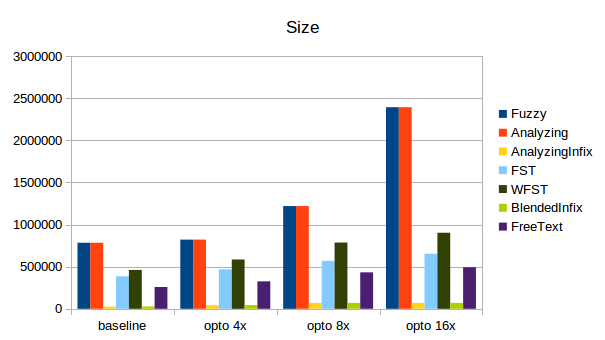 Size
3000000
2500000
2000000
1500000
1000000
500000
0
baseline
opto 4x
opto 8x
opto 16x
Fuzzy
Analyzing
AnalyzingInfix
FST
WFST
BlendedInfix
FreeText